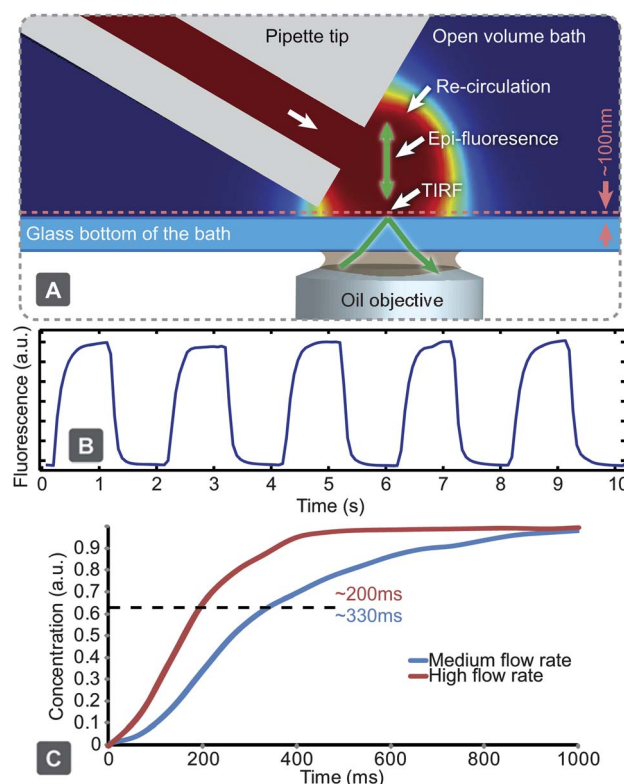 Pipette tip
Open volume bath
Re-circulation
Epi-fluoresence
TIRF
~100nm
Glass bottom of the bath
A
Oil objective
B
Fluorescence (a.u.)
0 1 2 3 4 5 6 7 8 9 10
Time (s)
Concentration (a.u.)
0.9
0.8
0.7
0.6
0.5
0.4
0.3
0.2
0.1
0
~200ms
~330ms
Medium flow rate
High flow rate
C
200 400 600 800 1000
Time (ms)